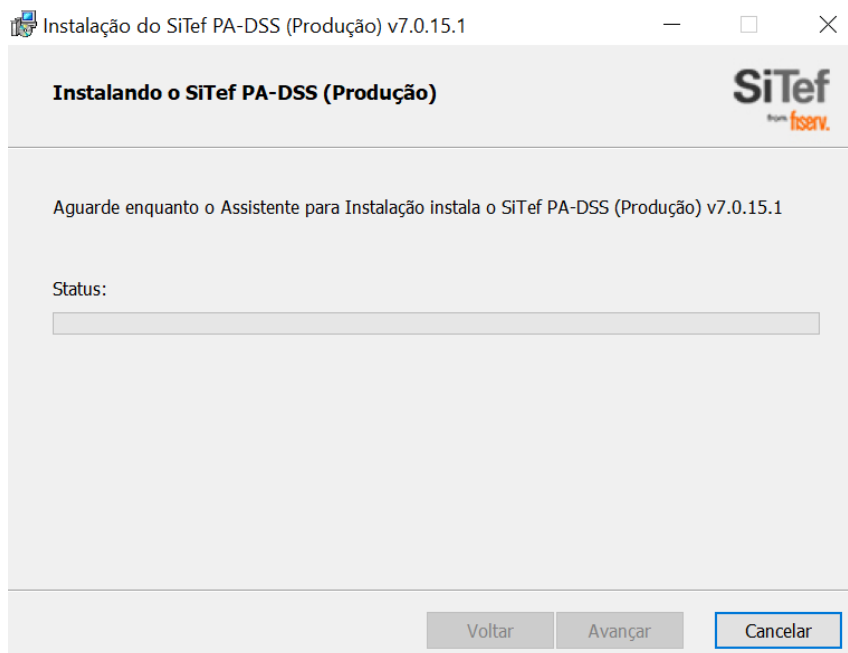 Instalação do SiTef PA-DSS (Produção) v7.0.15.1
Instalando o SiTef PA-DSS (Produção)
SiTef
from fiserv.
Aguarde enquanto o Assistente para Instalação instala o SiTef PA-DSS (Produção) v7.0.15.1
Status:
Voltar
Avançar
Cancelar